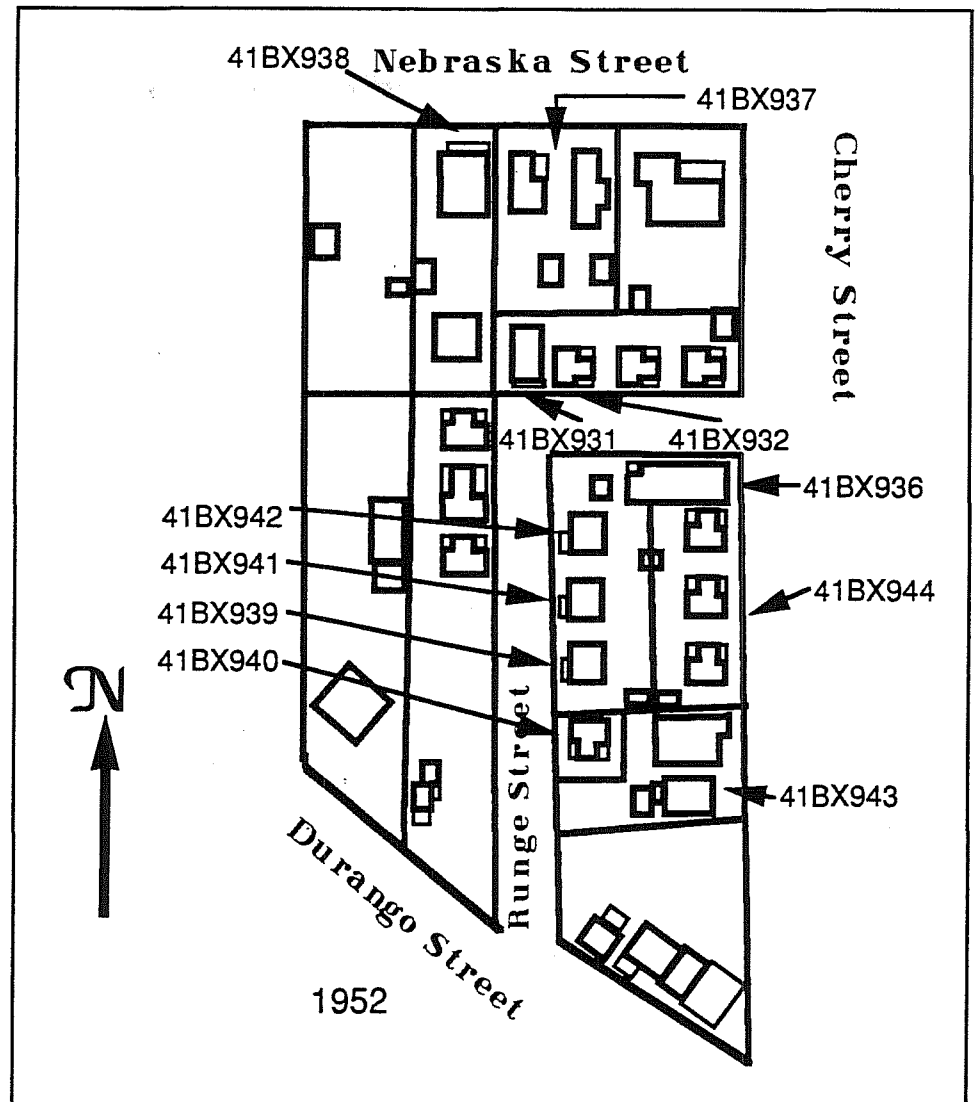 41BX938
Nebraska Street
41BX937
Cherry Street
41BX931
41BX932
41BX936
41BX942
41BX941
41BX944
41BX939
41BX940
N
Runge Street
41BX943
Durango Street
1952